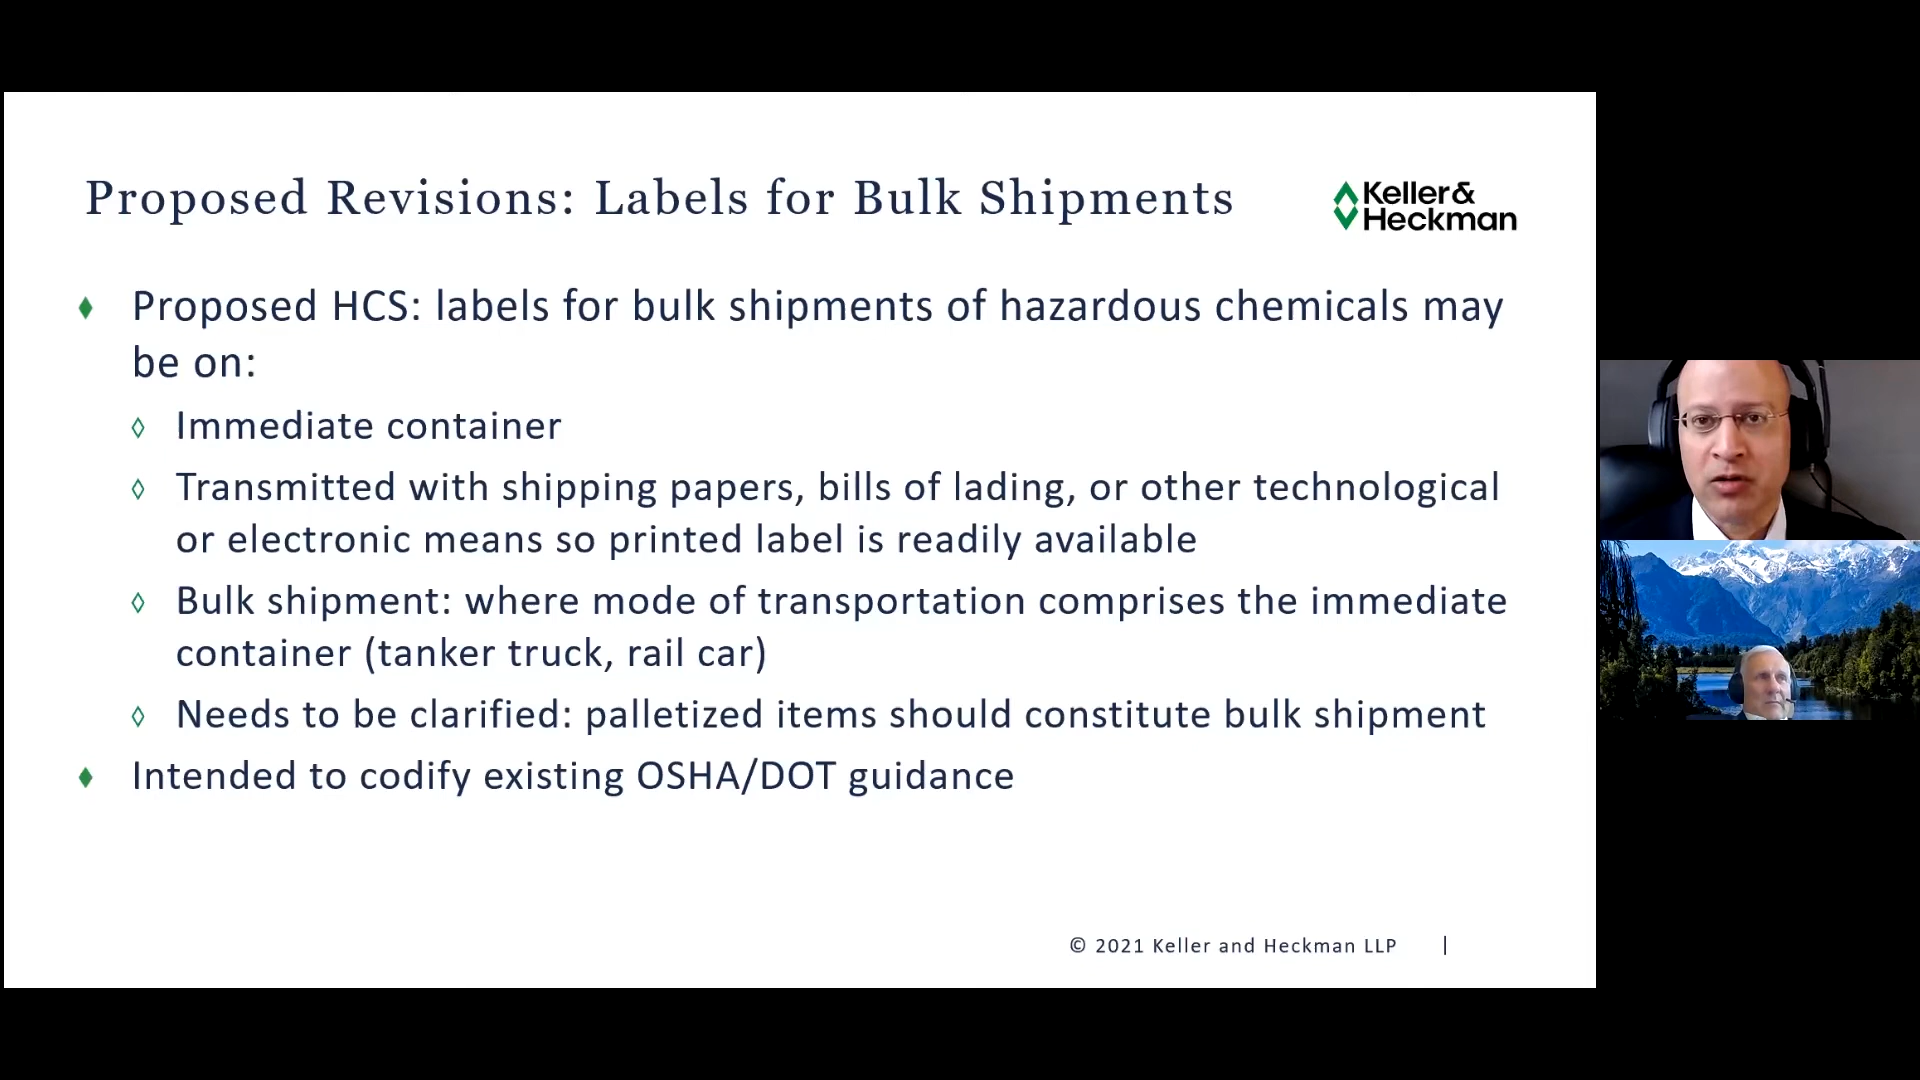 Proposed Revisions: Labels for Bulk Shipments
Keller&
Heckman
Proposed HCS: labels for bulk shipments of hazardous chemicals may
be on:
Immediate container
Transmitted with shipping papers, bills of lading, or other technological
or electronic means so printed label is readily available
Bulk shipment: where mode of transportation comprises the immediate
container (tanker truck, rail car)
Needs to be clarified: palletized items should constitute bulk shipment
Intended to codify existing OSHA/DOT guidance
© 2021 Keller and Heckman LLP |